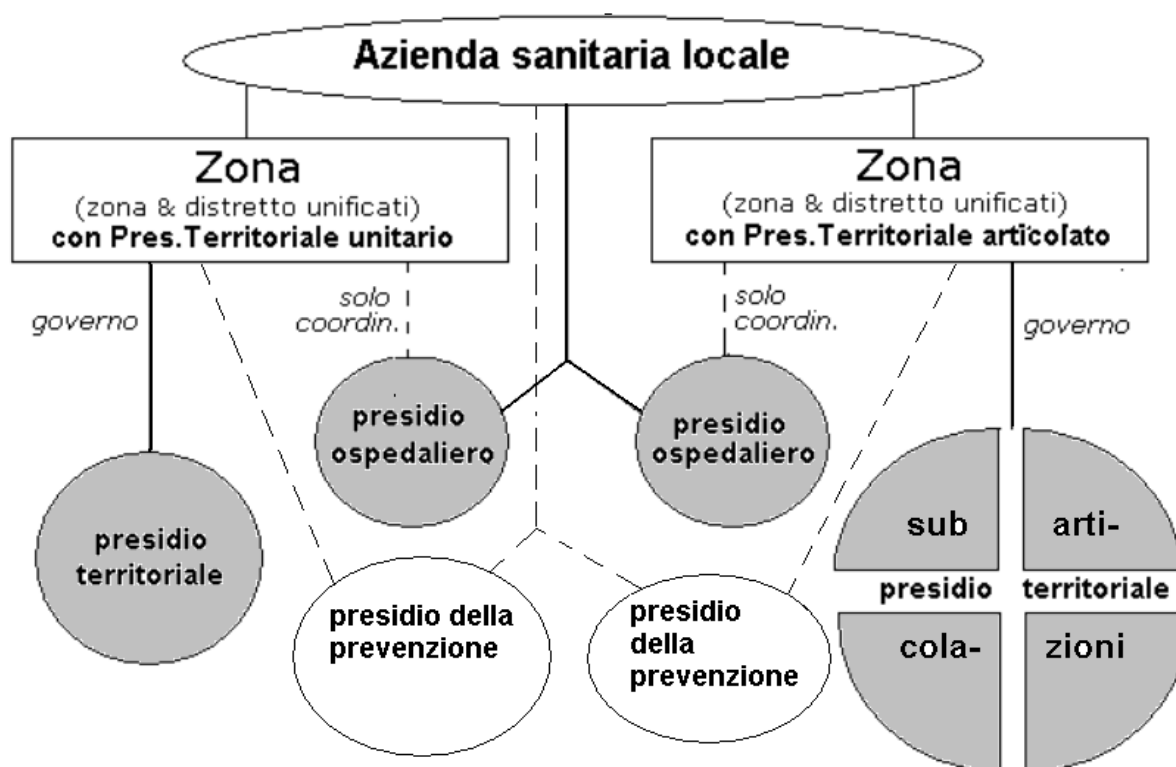 Azienda sanitaria locale
Zona
(zona & distretto unificati)
con Pres.Territoriale unitario
Zona
(zona & distretto unificati)
con Pres.Territoriale articolato
governo
solo
coordin.
solo
coordin.
governo
presidio
ospedaliero
presidio
ospedaliero
presidio
territoriale
sub arti-
presidio territoriale
cola- zioni
presidio della
prevenzione
presidio
della
prevenzione